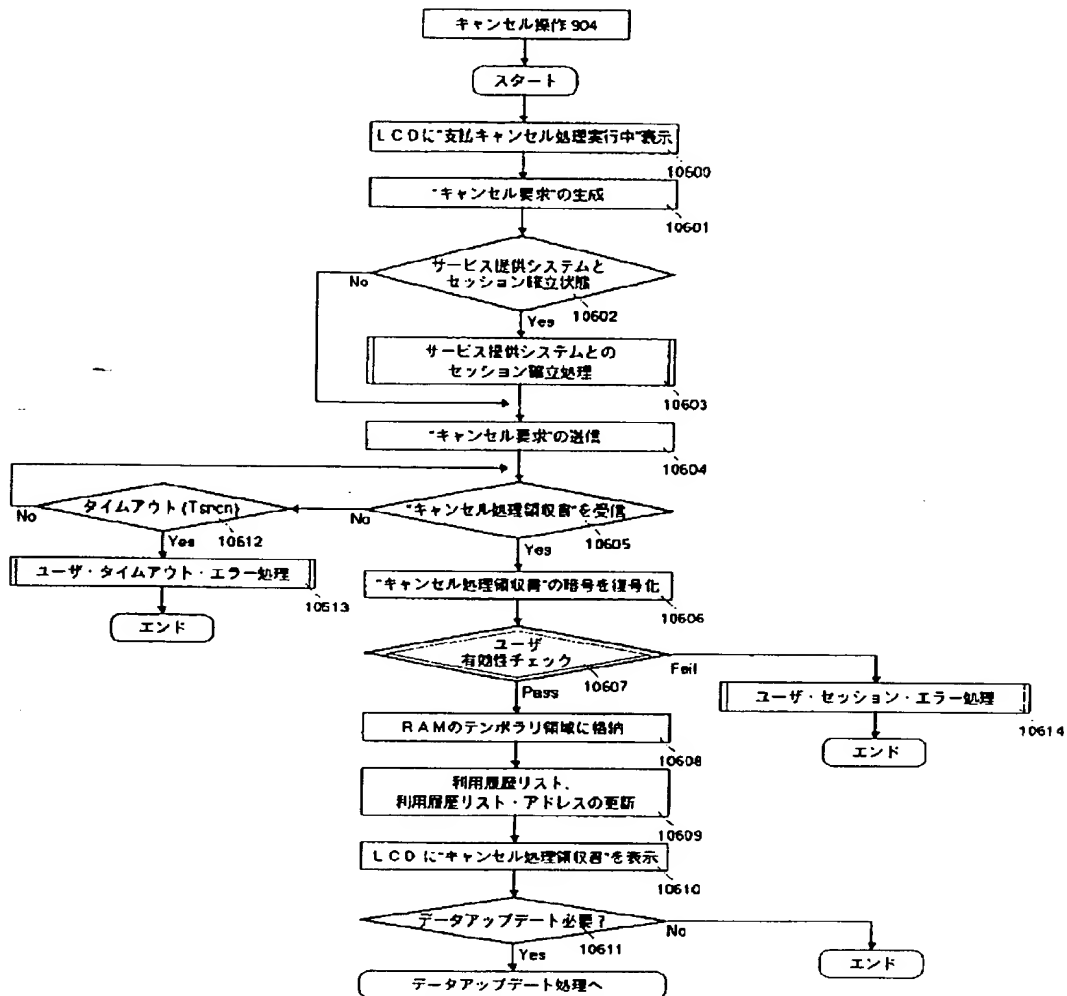 キャンセル操作 904
スタート
LCDに"支払キャンセル処理実行中"表示
10600
"キャンセル要求"の生成
10601
サービス提供システムと
セッション確立状態
No
10602
Yes
サービス提供システムとの
セッション確立処理
10603
"キャンセル要求"の送信
10604
タイムアウト(Tsrcn)
No
10612
Yes
No
"キャンセル処理領収書"を受信
10605
Yes
ユーザ・タイムアウト・エラー処理
10613
エンド
"キャンセル処理領収書"の暗号を復号化
10606
ユーザ
有効性チェック
10607
Fail
Pass
ユーザ・セッション・エラー処理
10614
エンド
RAMのテンポラリ領域に格納
10608
利用履歴リスト、
利用履歴リスト・アドレスの更新
10609
LCDに"キャンセル処理領収書"を表示
10610
データアップデート必要?
10611
No
Yes
エンド
データアップデート処理へ